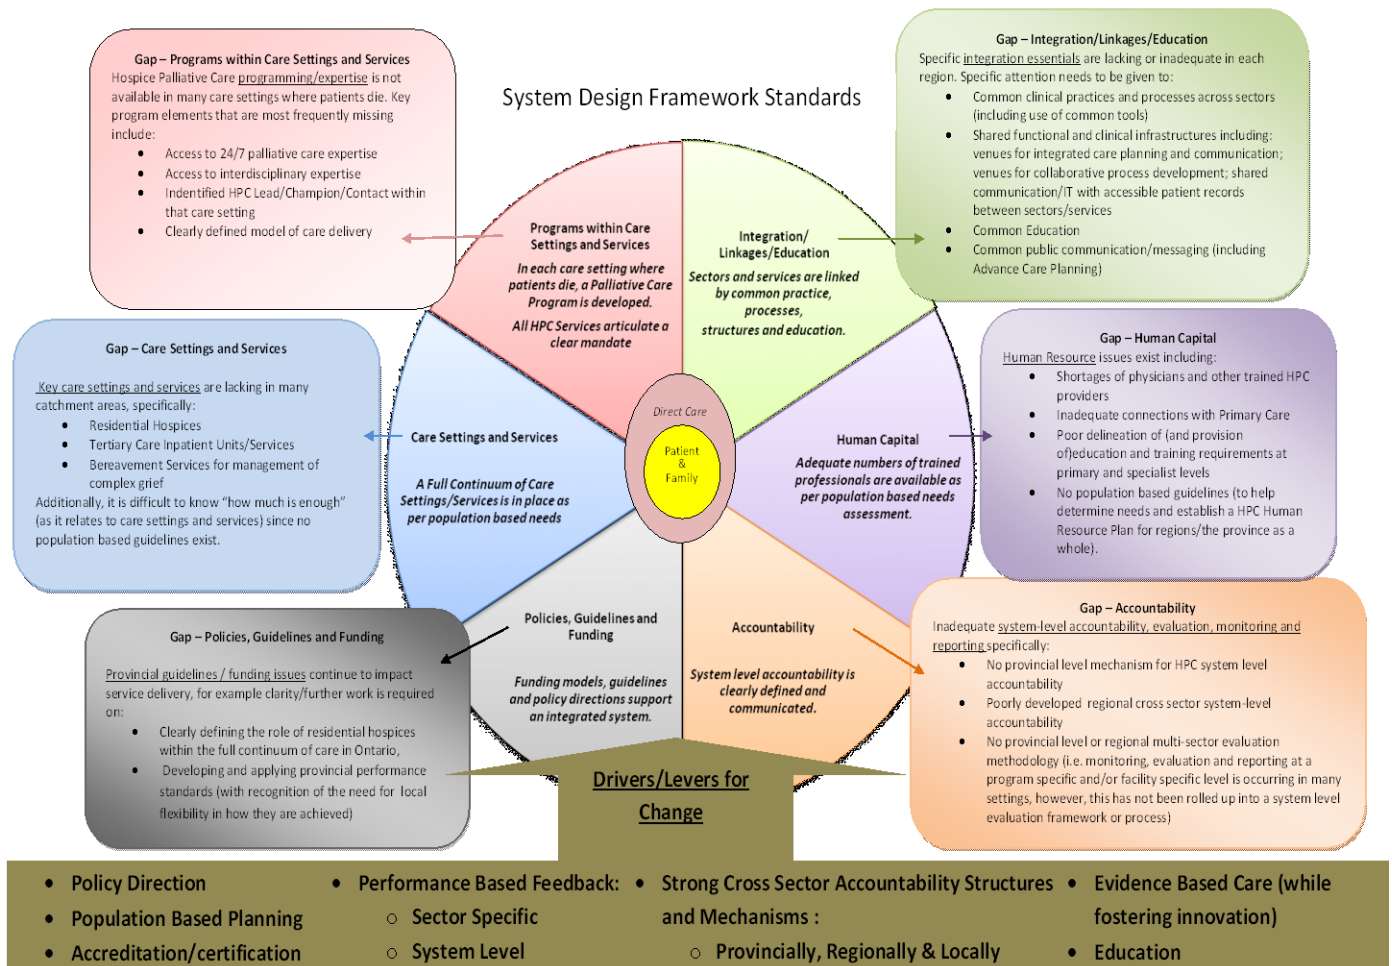 System Design Framework Standards
Gap – Programs within Care Settings and Services
Hospice Palliative Care programming/expertise is not
available in many care settings where patients die. Key
program elements that are most frequently missing
include:
• Access to 24/7 palliative care expertise
• Access to interdisciplinary expertise
• Indentified HPC Lead/Champion/Contact within
that care setting
• Clearly defined model of care delivery
Gap – Integration/Linkages/Education
Specific integration essentials are lacking or inadequate in each
region. Specific attention needs to be given to:
• Common clinical practices and processes across sectors
(including use of common tools)
• Shared functional and clinical infrastructures including:
venues for integrated care planning and communication;
venues for collaborative process development; shared
communication/IT with accessible patient records
between sectors/services
• Common Education
• Common public communication/messaging (including
Advance Care Planning)
Programs within Care
Settings and Services
In each care setting where
patients die, a Palliative Care
Program is developed.
All HPC Services articulate a
clear mandate
Integration/
Linkages/Education
Sectors and services are linked
by common practice,
processes,
structures and education.
Gap – Care Settings and Services
Key care settings and services are lacking in many
catchment areas, specifically:
• Residential Hospices
• Tertiary Care Inpatient Units/Services
• Bereavement Services for management of
complex grief
Additionally, it is difficult to know “how much is enough”
(as it relates to care settings and services) since no
population based guidelines exist.
Care Settings and Services
A Full Continuum of Care
Settings/Services is in place as
per population based needs
Direct Care
Patient
&
Family
Human Capital
Adequate numbers of trained
professionals are available as
per population based needs
assessment.
Gap – Human Capital
Human Resource issues exist including:
• Shortages of physicians and other trained HPC
providers
• Inadequate connections with Primary Care
• Poor delineation of (and provision
of)education and training requirements at
primary and specialist levels
• No population based guidelines (to help
determine needs and establish a HPC Human
Resource Plan for regions/the province as a
whole).
Gap – Policies, Guidelines and Funding
Provincial guidelines / funding issues continue to impact
service delivery, for example clarity/further work is required
on:
• Clearly defining the role of residential hospices
within the full continuum of care in Ontario,
• Developing and applying provincial performance
standards (with recognition of the need for local
flexibility in how they are achieved)
Policies, Guidelines and
Funding
Funding models, guidelines
and policy directions support
an integrated system.
Accountability
System level accountability is
clearly defined and
communicated.
Gap – Accountability
Inadequate system-level accountability, evaluation, monitoring and
reporting specifically:
• No provincial level mechanism for HPC system level
accountability
• Poorly developed regional cross sector system-level
accountability
• No provincial level or regional multi-sector evaluation
methodology (i.e. monitoring, evaluation and reporting at a
program specific and/or facility specific level is occurring in many
settings, however, this has not been rolled up into a system level
evaluation framework or process)
Drivers/Levers for
Change
• Policy Direction
• Population Based Planning
• Accreditation/certification
• Performance Based Feedback:
o Sector Specific
o System Level
• Strong Cross Sector Accountability Structures
and Mechanisms :
o Provincially, Regionally & Locally
• Evidence Based Care (while
fostering innovation)
• Education